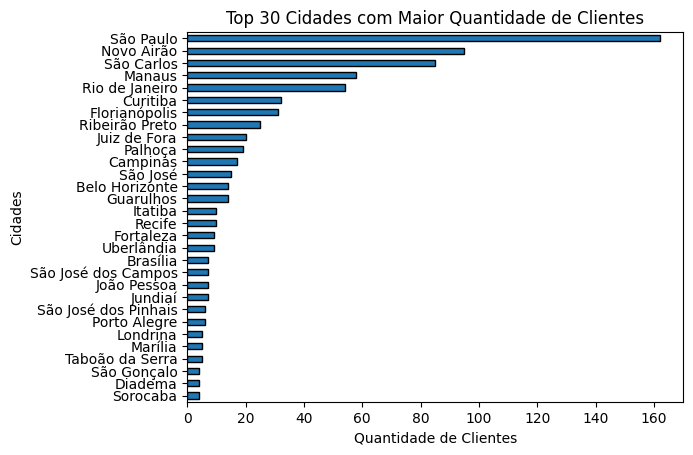 Top 30 Cidades com Maior Quantidade de Clientes
Cidades
São Paulo
Novo Airão
São Carlos
Manaus
Rio de Janeiro
Curitiba
Florianópolis
Ribeirão Preto
Juiz de Fora
Palhoça
Campinas
São José
Belo Horizonte
Guarulhos
Itatiba
Recife
Fortaleza
Uberlândia
Brasília
São José dos Campos
João Pessoa
Jundiaí
São José dos Pinhais
Porto Alegre
Londrina
Marília
Taboão da Serra
São Gonçalo
Diadema
Sorocaba
0 20 40 60 80 100 120 140 160
Quantidade de Clientes